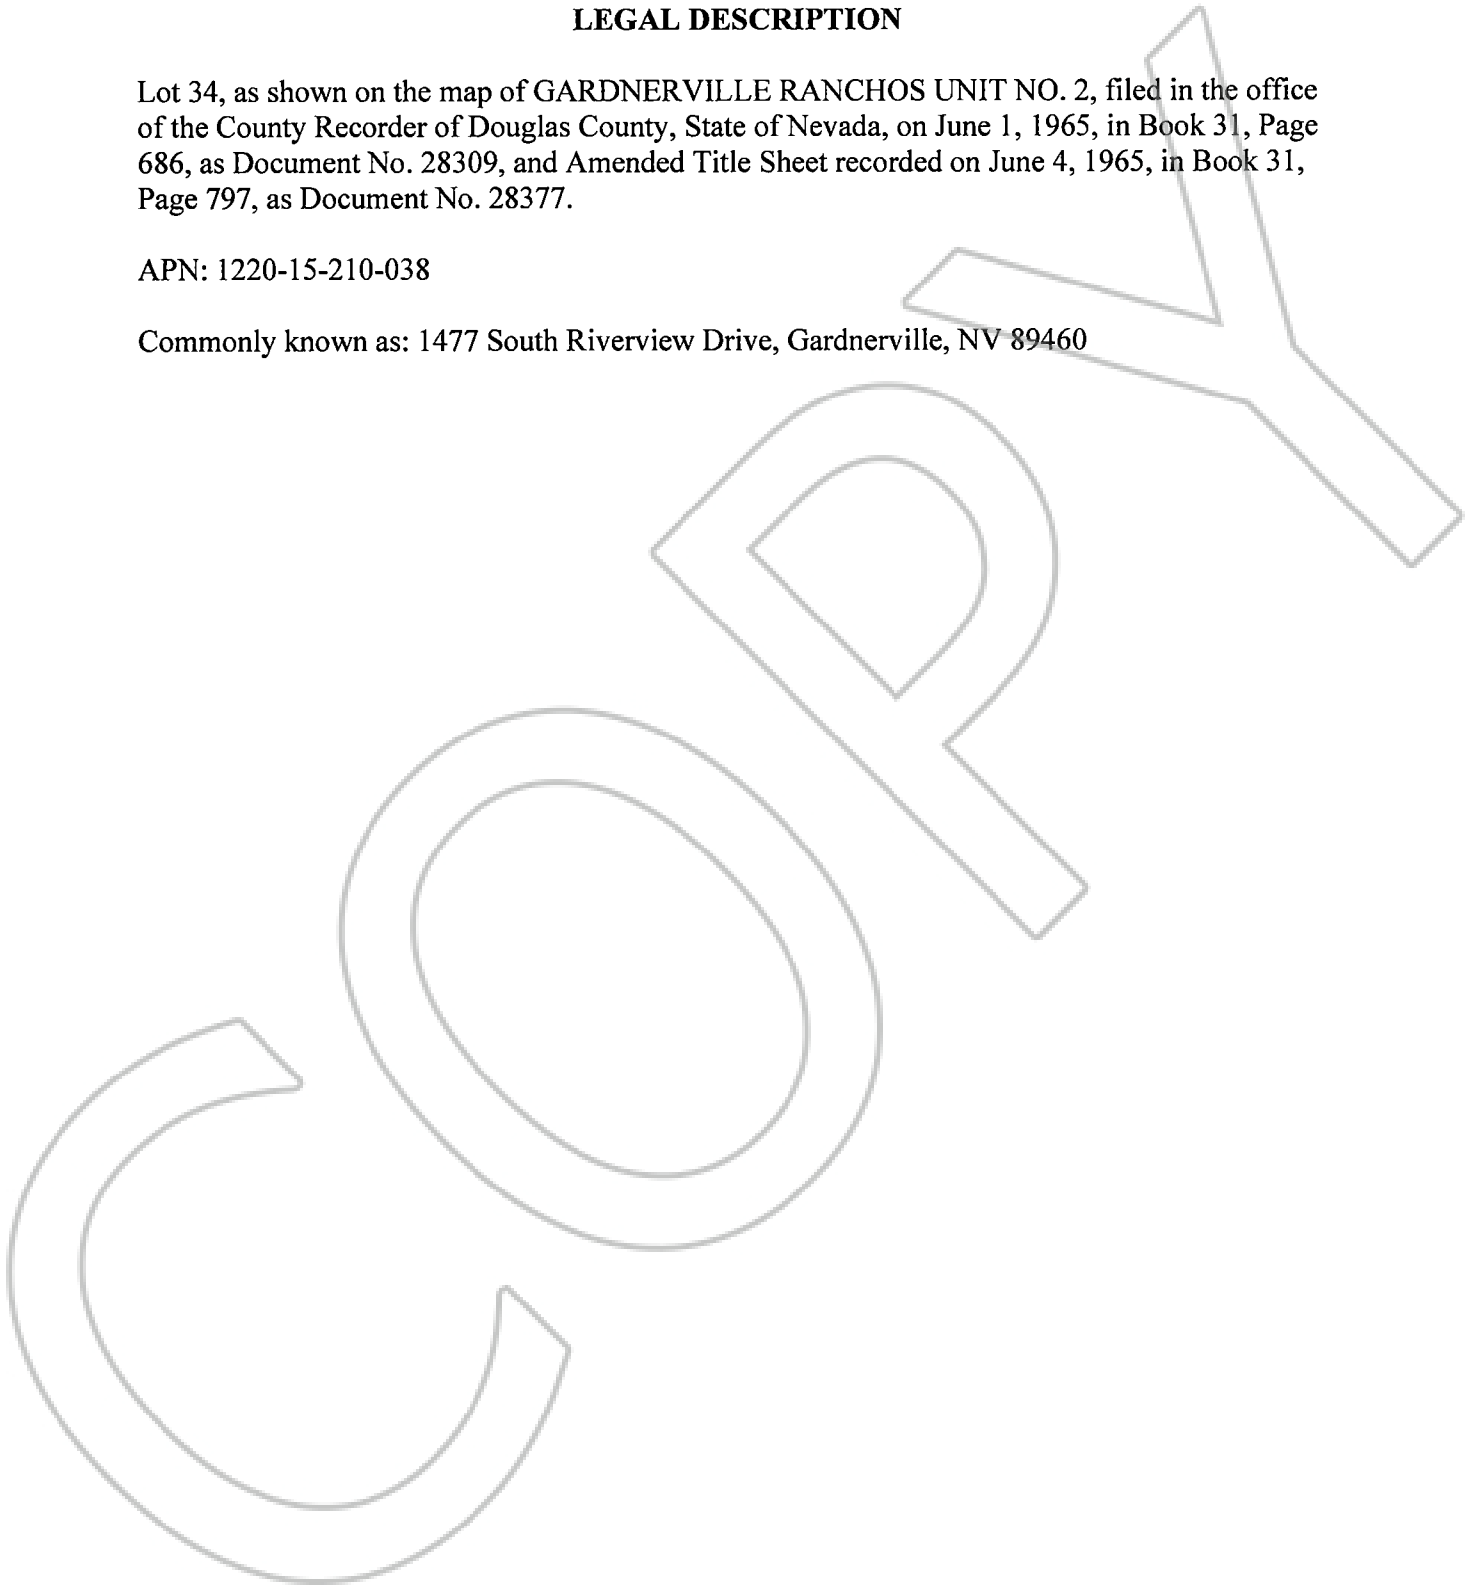 LEGAL DESCRIPTION
Lot 34, as shown on the map of GARDNERVILLE RANCHOS UNIT NO. 2, filed in the office
of the County Recorder of Douglas County, State of Nevada, on June 1, 1965, in Book 31, Page
686, as Document No. 28309, and Amended Title Sheet recorded on June 4, 1965, in Book 31,
Page 797, as Document No. 28377.
APN: 1220-15-210-038
Commonly known as: 1477 South Riverview Drive, Gardnerville, NV 89460
COPY